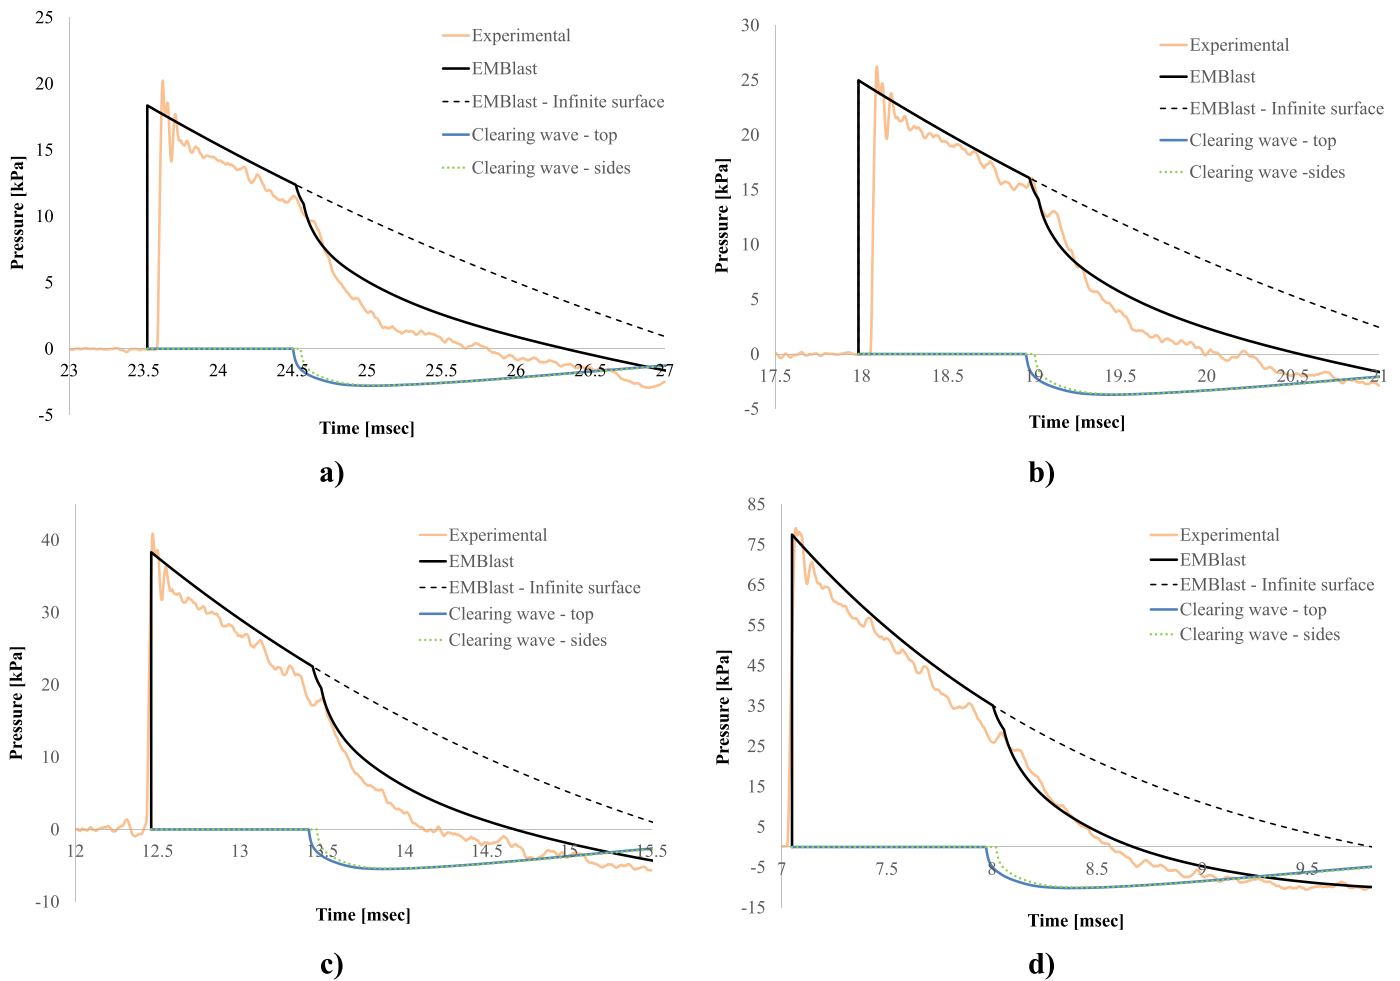 25
20
15
10
5
0
-5
Pressure [kPa]
Experimental
EMBlast
EMBlast - Infinite surface
Clearing wave - top
Clearing wave - sides
23 23.5 24 24.5 25 25.5 26 26.5 27
Time [msec]
a)
30
25
20
15
10
5
0
-5
Pressure [kPa]
Experimental
EMBlast
EMBlast - Infinite surface
Clearing wave - top
Clearing wave -sides
17.5 18 18.5 19 19.5 20 20.5 21
Time [msec]
b)
40
30
20
10
0
-10
Pressure [kPa]
Experimental
EMBlast
EMBlast - Infinite surface
Clearing wave - top
Clearing wave - sides
12 12.5 13 13.5 14 14.5 15 15.5
Time [msec]
c)
85
75
65
55
45
35
25
15
5
-5
-15
Pressure [kPa]
Experimental
EMBlast
EMBlast - Infinite surface
Clearing wave - top
Clearing wave - sides
7 7.5 8 8.5 9 9.5
Time [msec]
d)